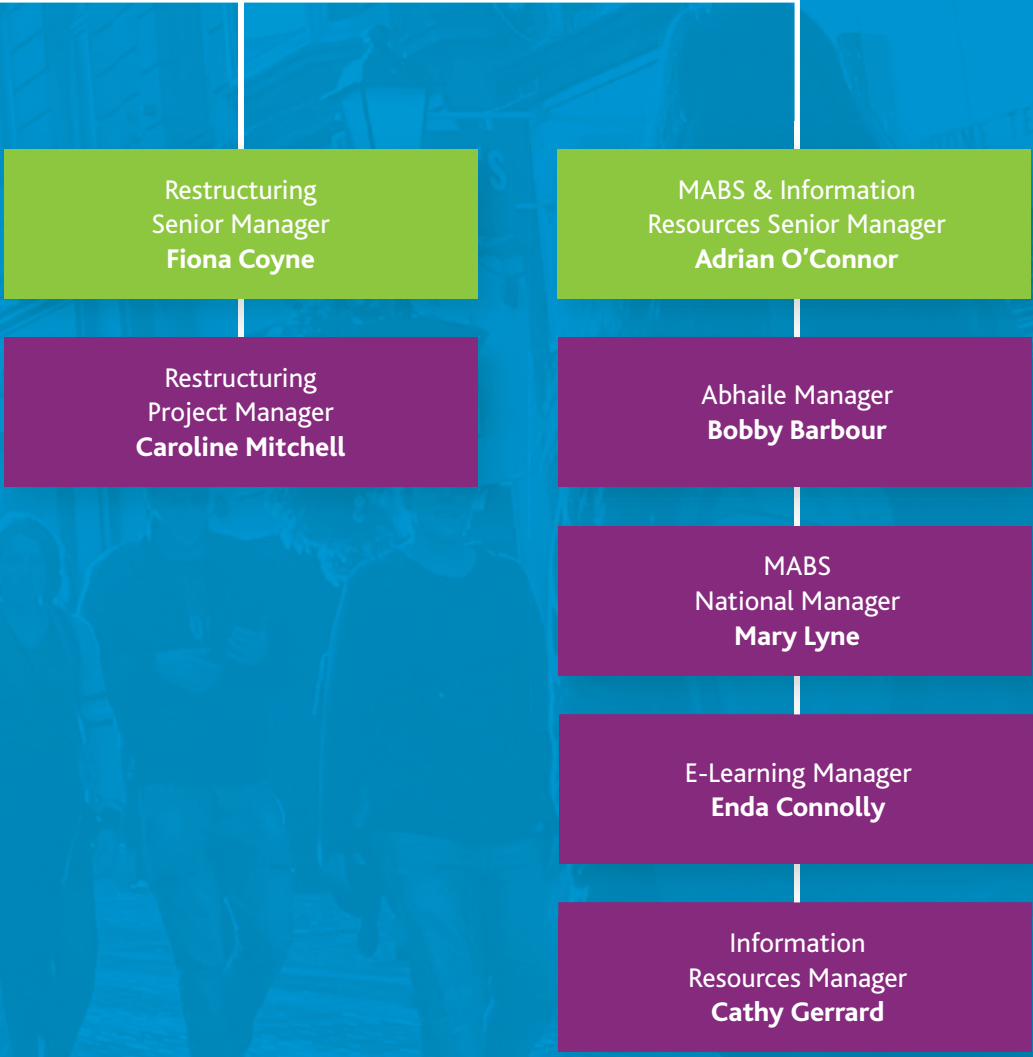 Restructuring
Senior Manager
Fiona Coyne
Restructuring
Project Manager
Caroline Mitchell
MABS & Information
Resources Senior Manager
Adrian O'Connor
Abhaile Manager
Bobby Barbour
MABS
National Manager
Mary Lyne
E-Learning Manager
Enda Connolly
Information
Resources Manager
Cathy Gerrard